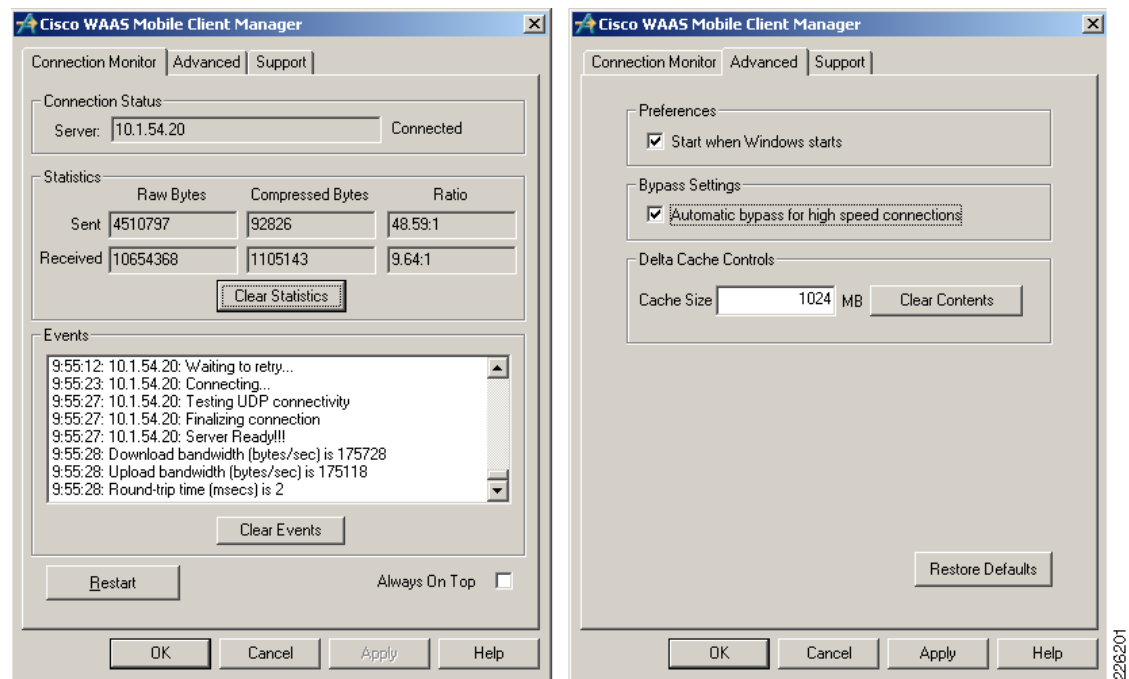 Cisco WAAS Mobile Client Manager
Connection Monitor Advanced Support
Connection Status
Server: 10.1.54.20 Connected
Statistics
Raw Bytes Compressed Bytes Ratio
Sent 4510797 92826 48.59:1
Received 10654368 1105143 9.64:1
Clear Statistics
Events
9:55:12: 10.1.54.20: Waiting to retry...
9:55:23: 10.1.54.20: Connecting...
9:55:27: 10.1.54.20: Testing UDP connectivity
9:55:27: 10.1.54.20: Finalizing connection
9:55:27: 10.1.54.20: Server Ready!!!
9:55:28: Download bandwidth (bytes/sec) is 175728
9:55:28: Upload bandwidth (bytes/sec) is 175118
9:55:28: Round-trip time (msecs) is 2
Clear Events
Restart Always On Top
OK Cancel Apply Help
Cisco WAAS Mobile Client Manager
Connection Monitor Advanced Support
Preferences
Start when Windows starts
Bypass Settings
Automatic bypass for high speed connections
Delta Cache Controls
Cache Size 1024 MB Clear Contents
Restore Defaults
OK Cancel Apply Help
226201